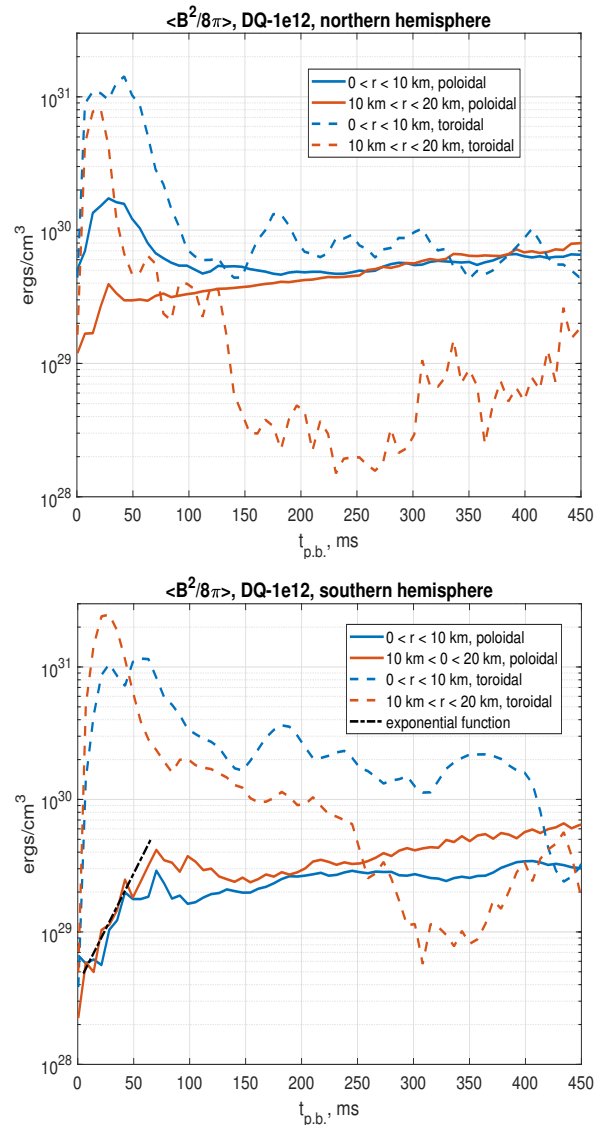 <B²/8π>, DQ-1e12, northern hemisphere
0 < r < 10 km, poloidal
10 km < r < 20 km, poloidal
0 < r < 10 km, toroidal
10 km < r < 20 km, toroidal
ergs/cm³
10³¹
10³⁰
10²⁹
10²⁸
0 50 100 150 200 250 300 350 400 450
t_p.b., ms
<B²/8π>, DQ-1e12, southern hemisphere
0 < r < 10 km, poloidal
10 km < 0 < 20 km, poloidal
0 < r < 10 km, toroidal
10 km < r < 20 km, toroidal
exponential function
ergs/cm³
10³¹
10³⁰
10²⁹
10²⁸
0 50 100 150 200 250 300 350 400 450
t_p.b., ms